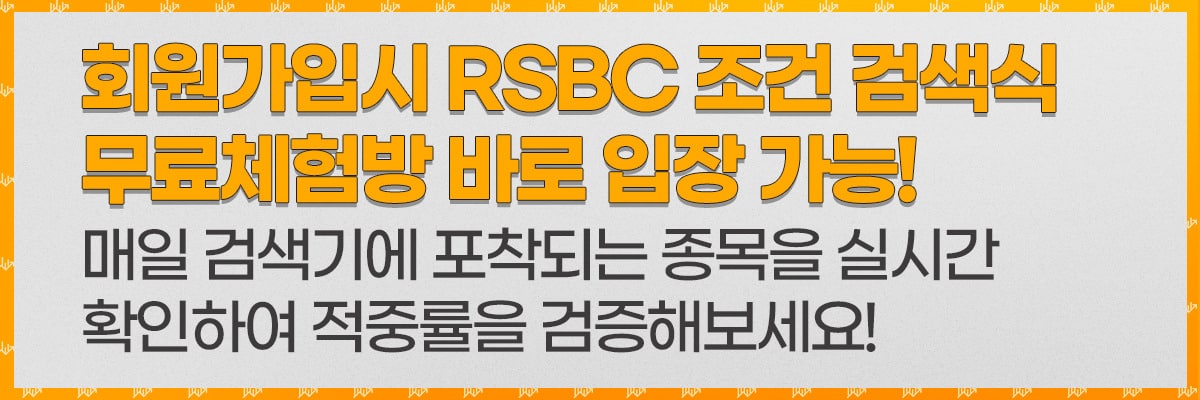 회원가입시 RSBC 조건 검색식
무료체험방 바로 입장 가능!
매일 검색기에 포착되는 종목을 실시간
확인하여 적중률을 검증해보세요!